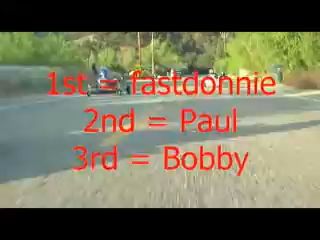 1st = fastdonnie
2nd = Paul
3rd = Bobby